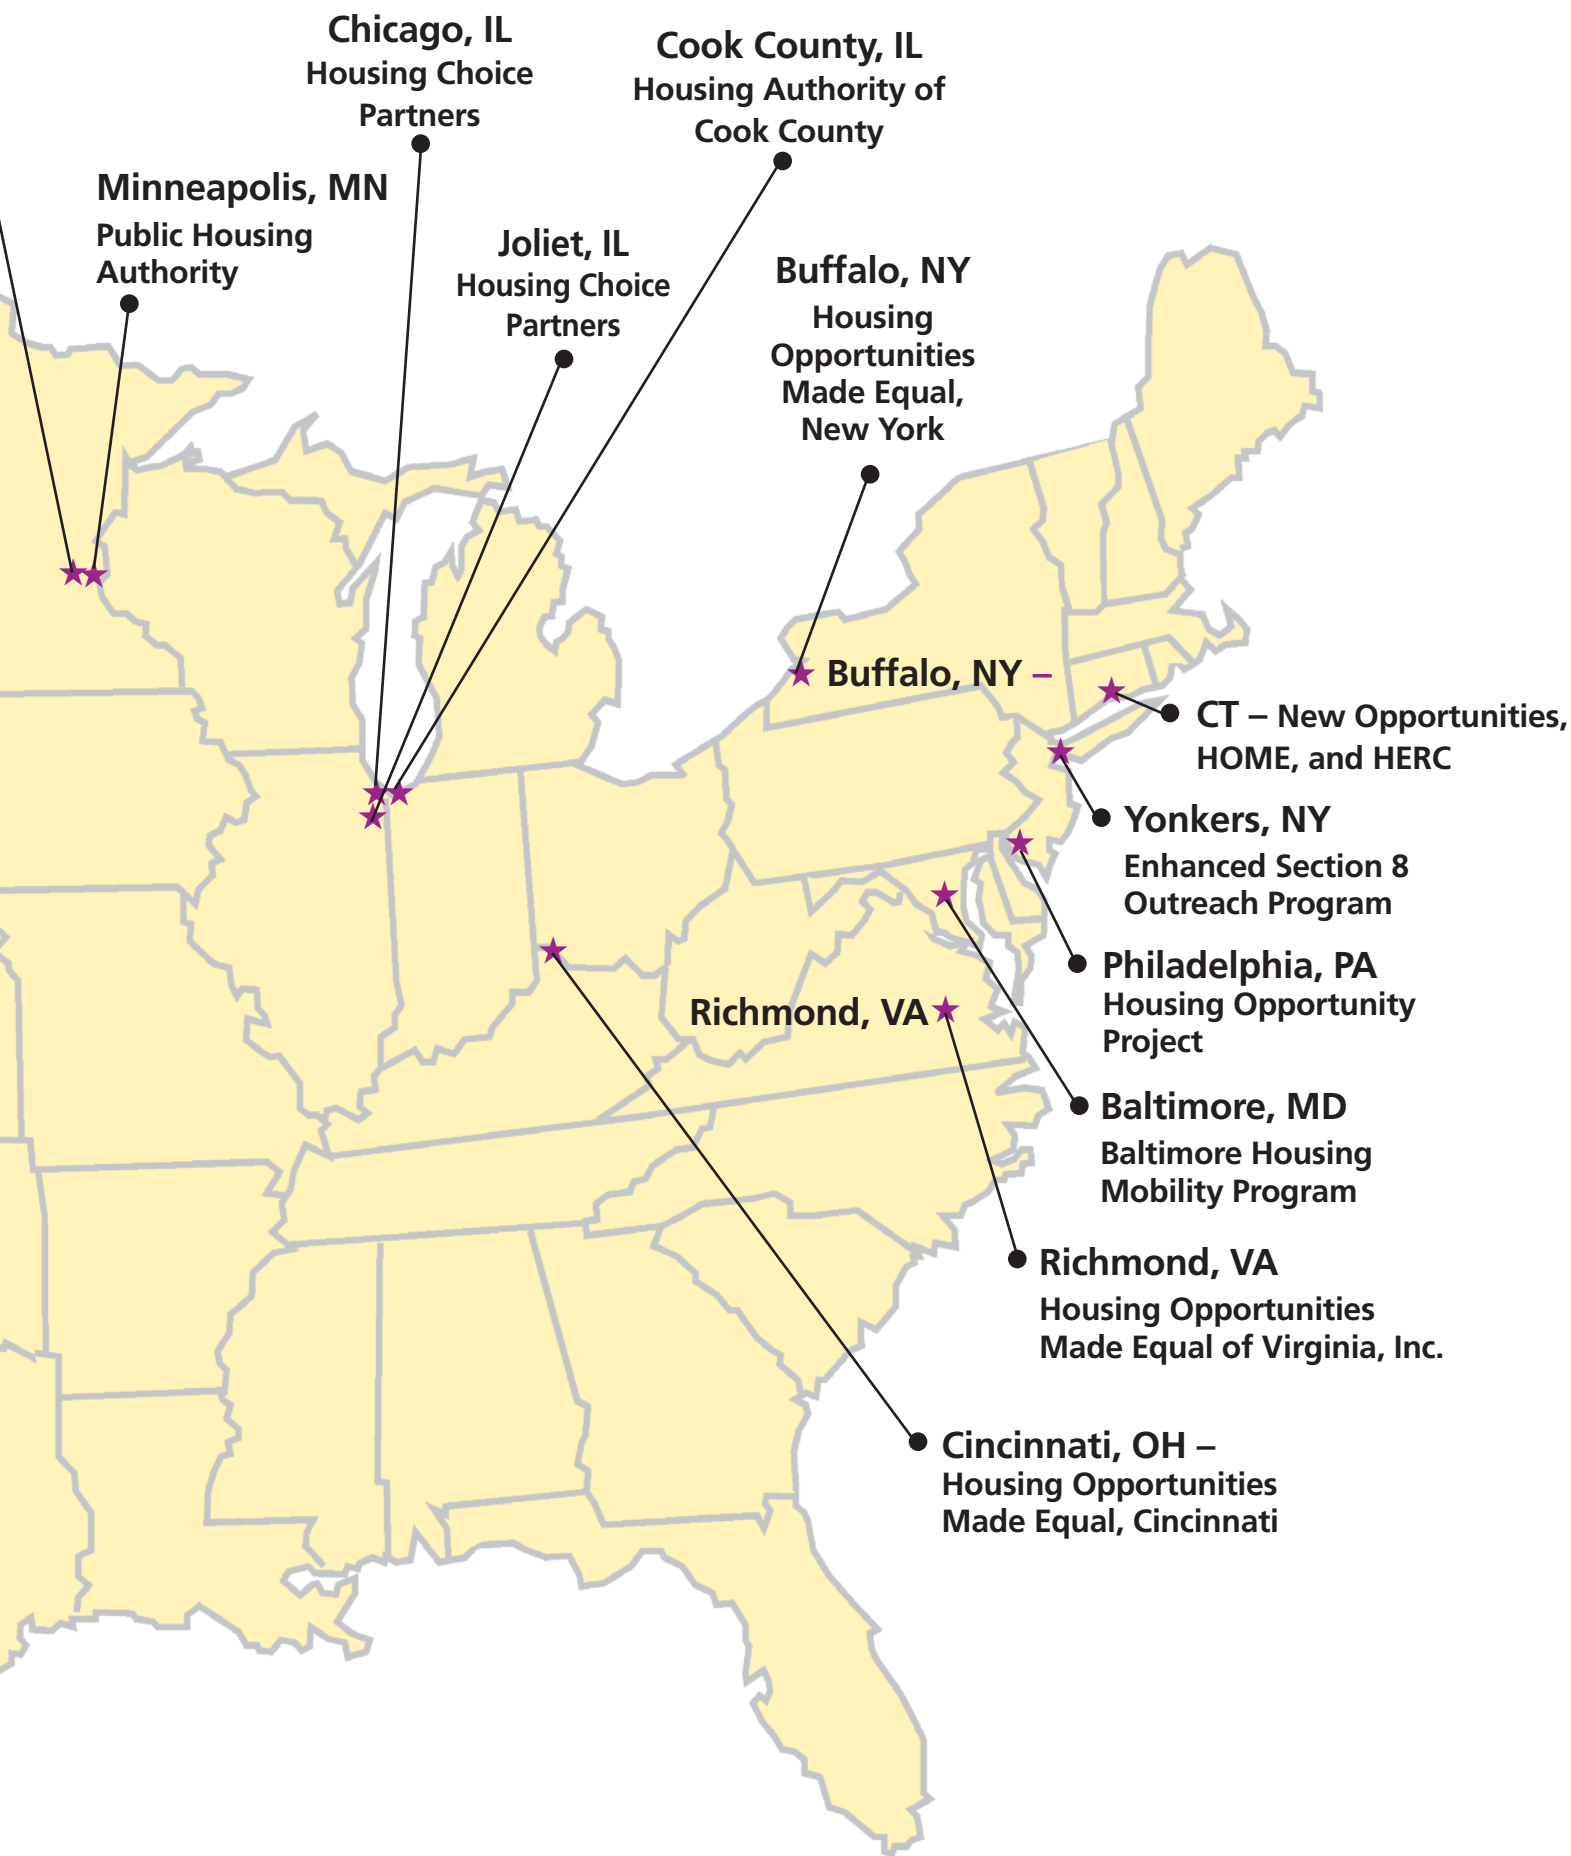 Chicago, IL
Housing Choice
Partners
Cook County, IL
Housing Authority of
Cook County
Minneapolis, MN
Public Housing
Authority
Joliet, IL
Housing Choice
Partners
Buffalo, NY
Housing
Opportunities
Made Equal,
New York
Buffalo, NY –
CT – New Opportunities,
HOME, and HERC
Yonkers, NY
Enhanced Section 8
Outreach Program
Philadelphia, PA
Housing Opportunity
Project
Richmond, VA
Baltimore, MD
Baltimore Housing
Mobility Program
Richmond, VA
Housing Opportunities
Made Equal of Virginia, Inc.
Cincinnati, OH –
Housing Opportunities
Made Equal, Cincinnati